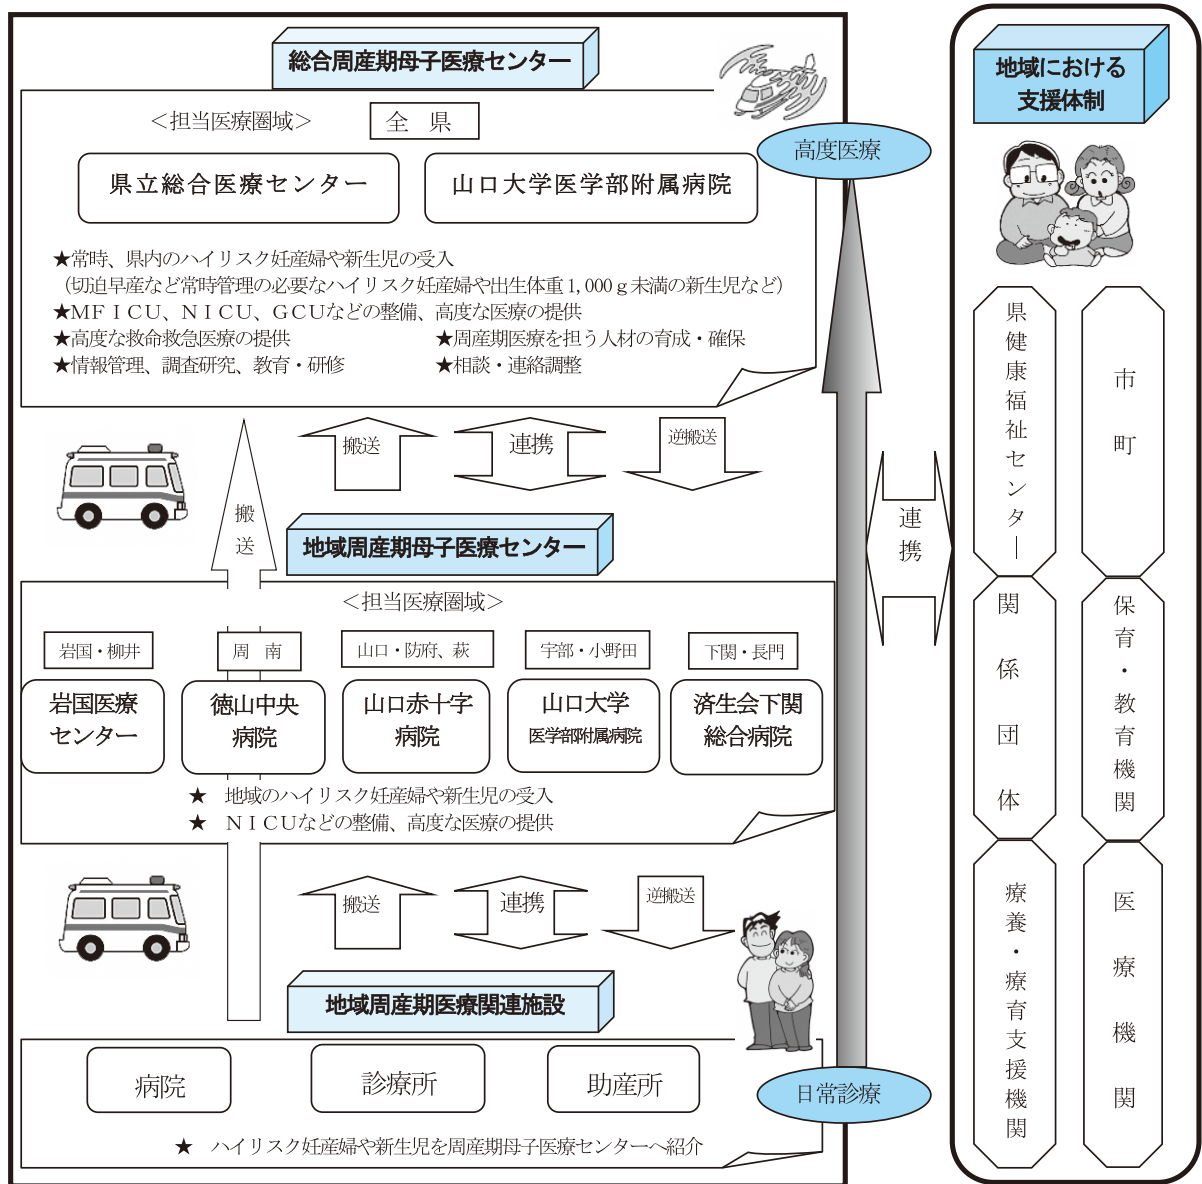 総合周産期母子医療センター
＜担当医療圏域＞
全 県
県立総合医療センター
山口大学医学部附属病院
★常時、県内のハイリスク妊産婦や新生児の受入
（切迫早産など常時管理の必要なハイリスク妊産婦や出生体重1,000ｇ未満の新生児など）
★ＭＦＩＣＵ、ＮＩＣＵ、ＧＣＵなどの整備、高度な医療の提供
★高度な救命救急医療の提供
★周産期医療を担う人材の育成・確保
★情報管理、調査研究、教育・研修
★相談・連絡調整
高度医療
搬送
連携
逆搬送
搬送
地域周産期母子医療センター
＜担当医療圏域＞
岩国・柳井
周 南
山口・防府、萩
宇部・小野田
下関・長門
岩国医療
センター
徳山中央
病院
山口赤十字
病院
山口大学
医学部附属病院
済生会下関
総合病院
★ 地域のハイリスク妊産婦や新生児の受入
★ ＮＩＣＵなどの整備、高度な医療の提供
搬送
連携
逆搬送
地域周産期医療関連施設
病院
診療所
助産所
日常診療
★ ハイリスク妊産婦や新生児を周産期母子医療センターへ紹介
連携
地域における
支援体制
県健康福祉センター
市町
関係団体
保育・教育機関
療養・療育支援機関
医療機関